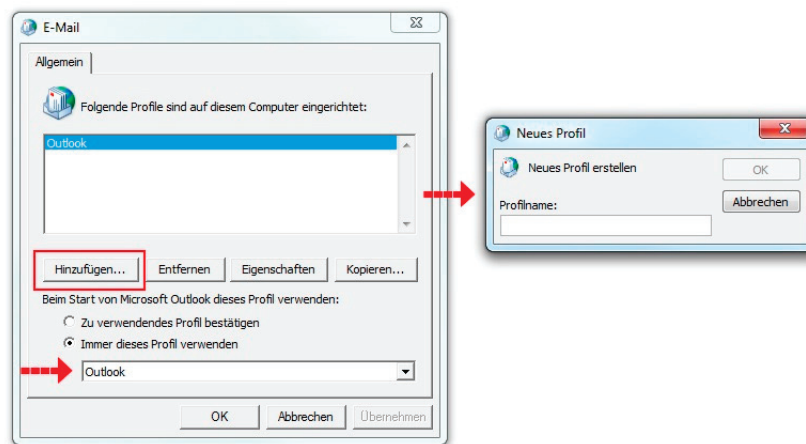 E-Mail
Allgemein
Folgende Profile sind auf diesem Computer eingerichtet:
Outlook
Hinzufügen...
Entfernen
Eigenschaften
Kopieren...
Beim Start von Microsoft Outlook dieses Profil verwenden:
Zu verwendendes Profil bestätigen
Immer dieses Profil verwenden
Outlook
OK
Abbrechen
Übernehmen
Neues Profil
Neues Profil erstellen
OK
Profilname:
Abbrechen